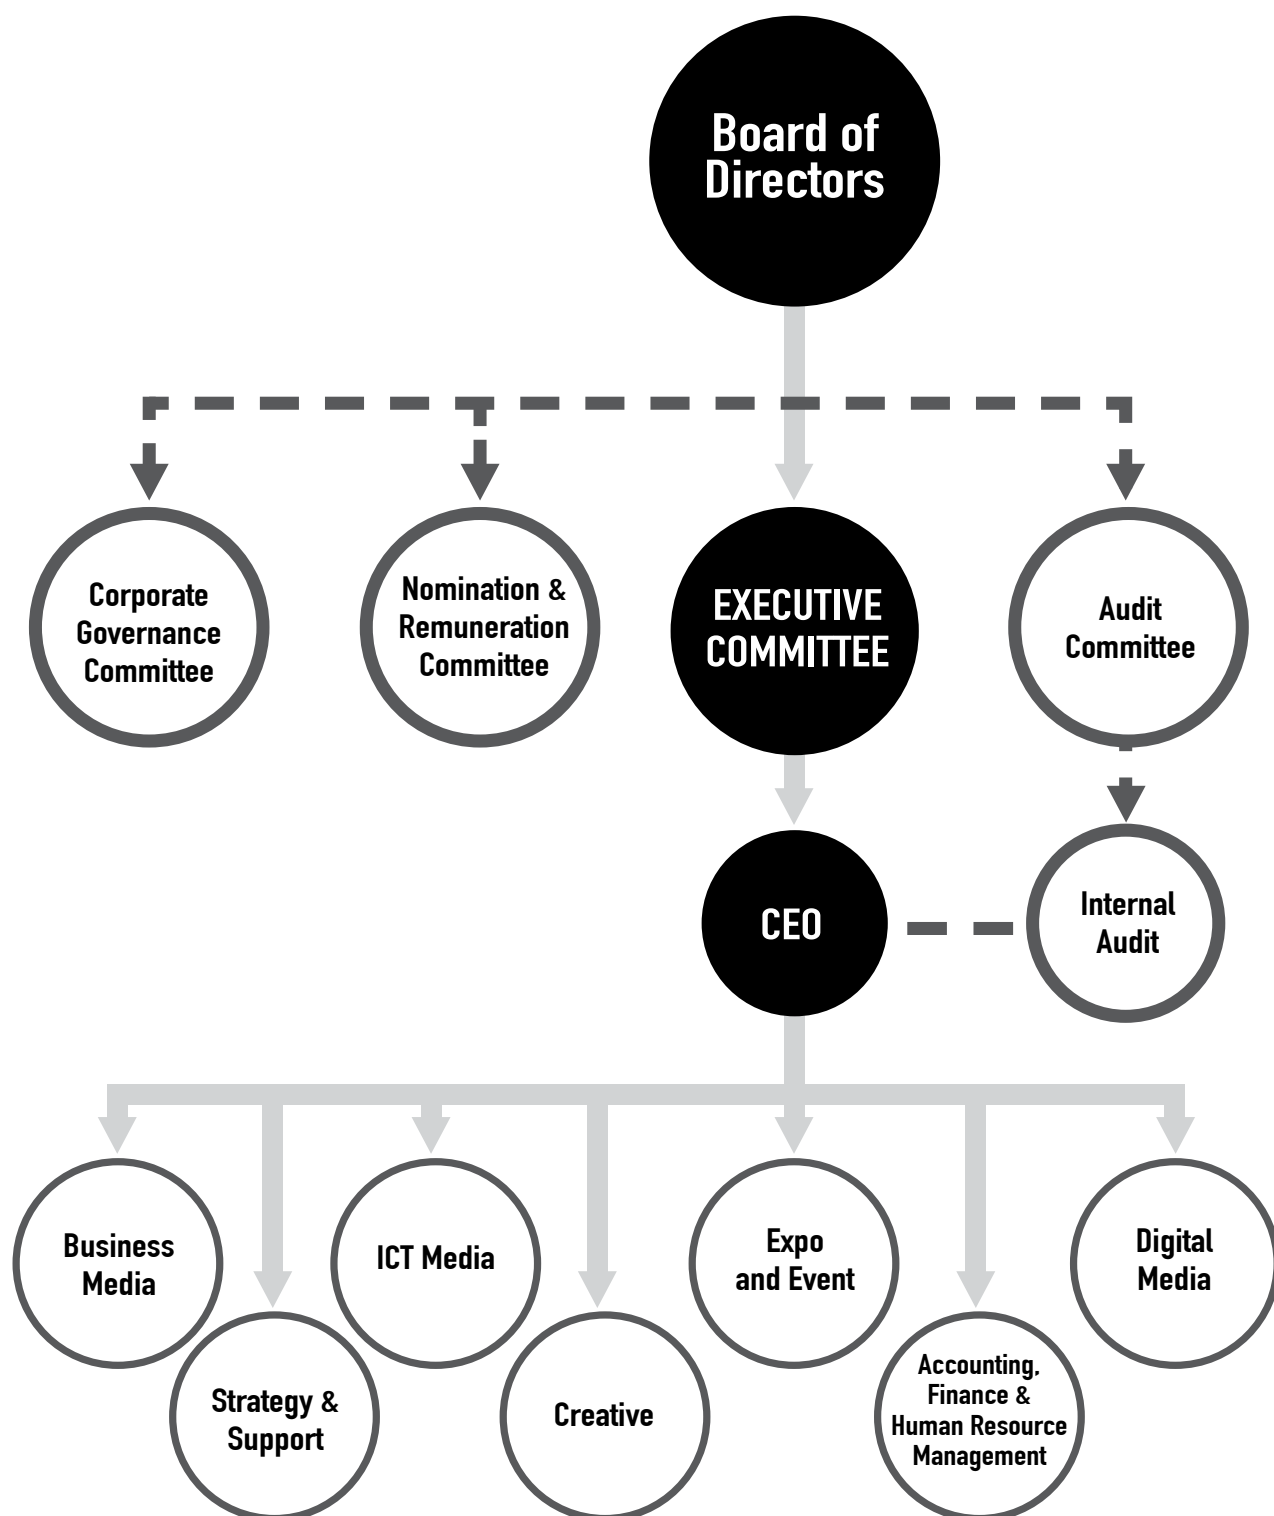 Board of
Directors
Corporate
Governance
Committee
Nomination &
Remuneration
Committee
EXECUTIVE
COMMITTEE
Audit
Committee
CEO
Internal
Audit
Business
Media
ICT Media
Expo
and Event
Digital
Media
Strategy &
Support
Creative
Accounting,
Finance &
Human Resource
Management